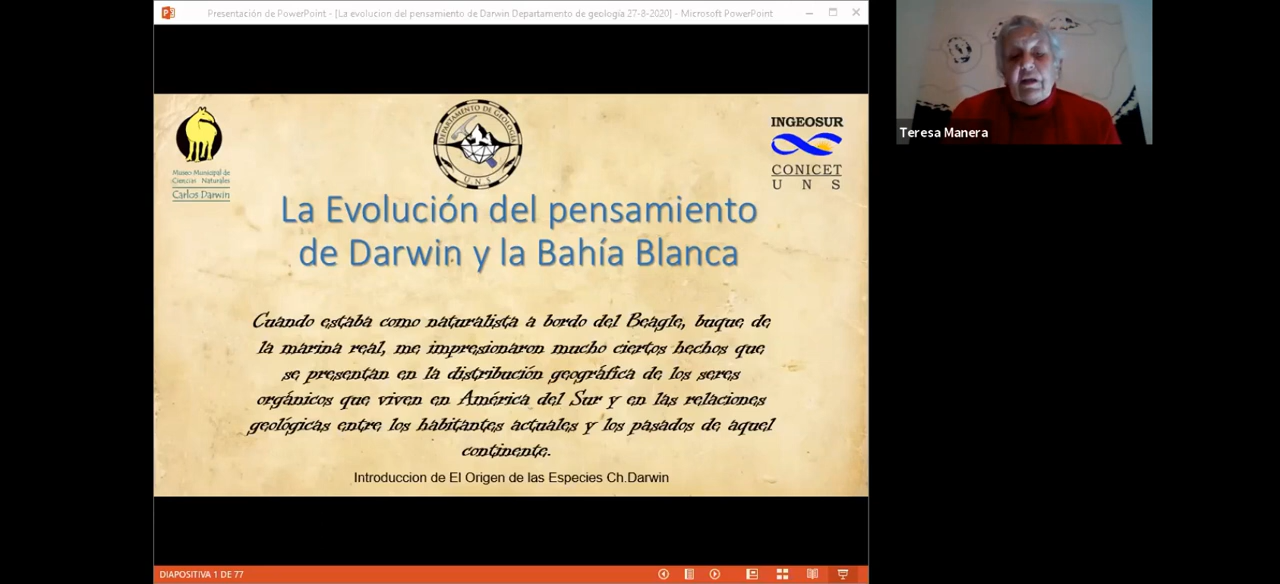 Presentación de PowerPoint - [La evolucion del pensamiento de Darwin Departamento de geología 27-8-2020] - Microsoft PowerPoint
Museo Municipal de
Ciencias Naturales
Carlos Darwin
DEPARTAMENTO DE GEOLOGÍA
U N S
INGEOSUR
CONICET
U N S
La Evolución del pensamiento
de Darwin y la Bahía Blanca
Cuando estaba como naturalista a bordo del Beagle, buque de
la marina real, me impresionaron mucho ciertos hechos que
se presentan en la distribución geográfica de los seres
orgánicos que viven en América del Sur y en las relaciones
geológicas entre los habitantes actuales y los pasados de aquel
continente.
Introduccion de El Origen de las Especies Ch.Darwin
Teresa Manera
DIAPOSITIVA 1 DE 77